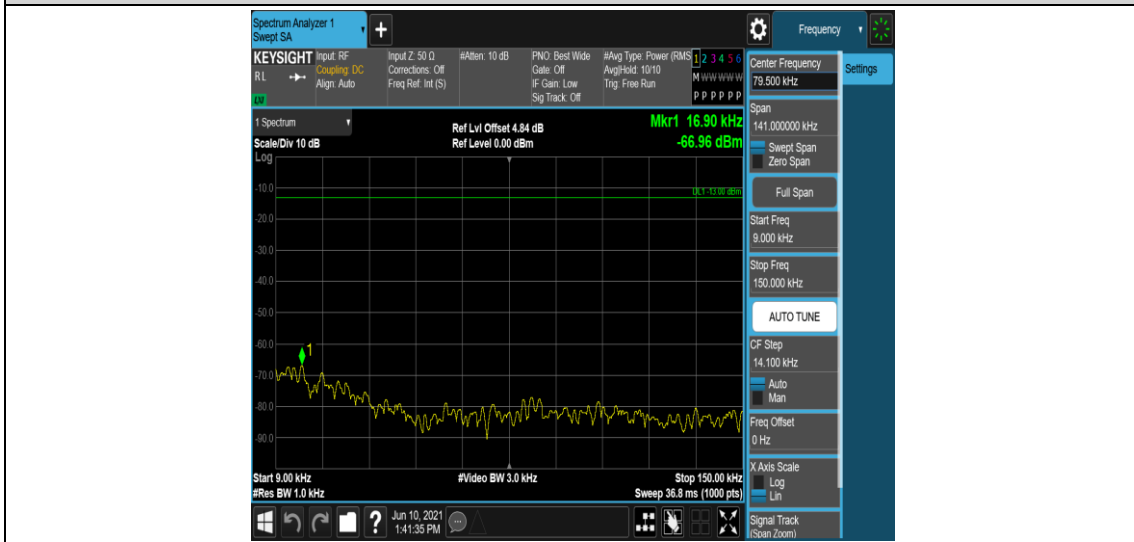 Spectrum Analyzer 1
Swept SA
+
Frequency
KEYSIGHT
RL
Input: RF
Coupling: DC
Align: Auto
Input Z: 50 Ω
Corrections: Off
Freq Ref: Int (S)
#Atten: 10 dB
PNO: Best Wide
Gate: Off
IF Gain: Low
Sig Track: Off
#Avg Type: Power (RMS
Avg|Hold: 10/10
Trig: Free Run
1 2 3 4 5 6
M W W W W W
P P P P P P
1 Spectrum
Scale/Div 10 dB
Log
Ref Lvl Offset 4.84 dB
Ref Level 0.00 dBm
Mkr1 16.90 kHz
-66.96 dBm
DL1 -13.00 dBm
-10.0
-20.0
-30.0
-40.0
-50.0
-60.0
-70.0
-80.0
-90.0
1
Start 9.00 kHz
#Res BW 1.0 kHz
#Video BW 3.0 kHz
Stop 150.00 kHz
Sweep 36.8 ms (1000 pts)
Center Frequency
79.500 kHz
Settings
Span
141.000000 kHz
Swept Span
Zero Span
Full Span
Start Freq
9.000 kHz
Stop Freq
150.000 kHz
AUTO TUNE
CF Step
14.100 kHz
Auto
Man
Freq Offset
0 Hz
X Axis Scale
Log
Lin
Signal Track
(Span Zoom)
?
Jun 10, 2021
1:41:35 PM